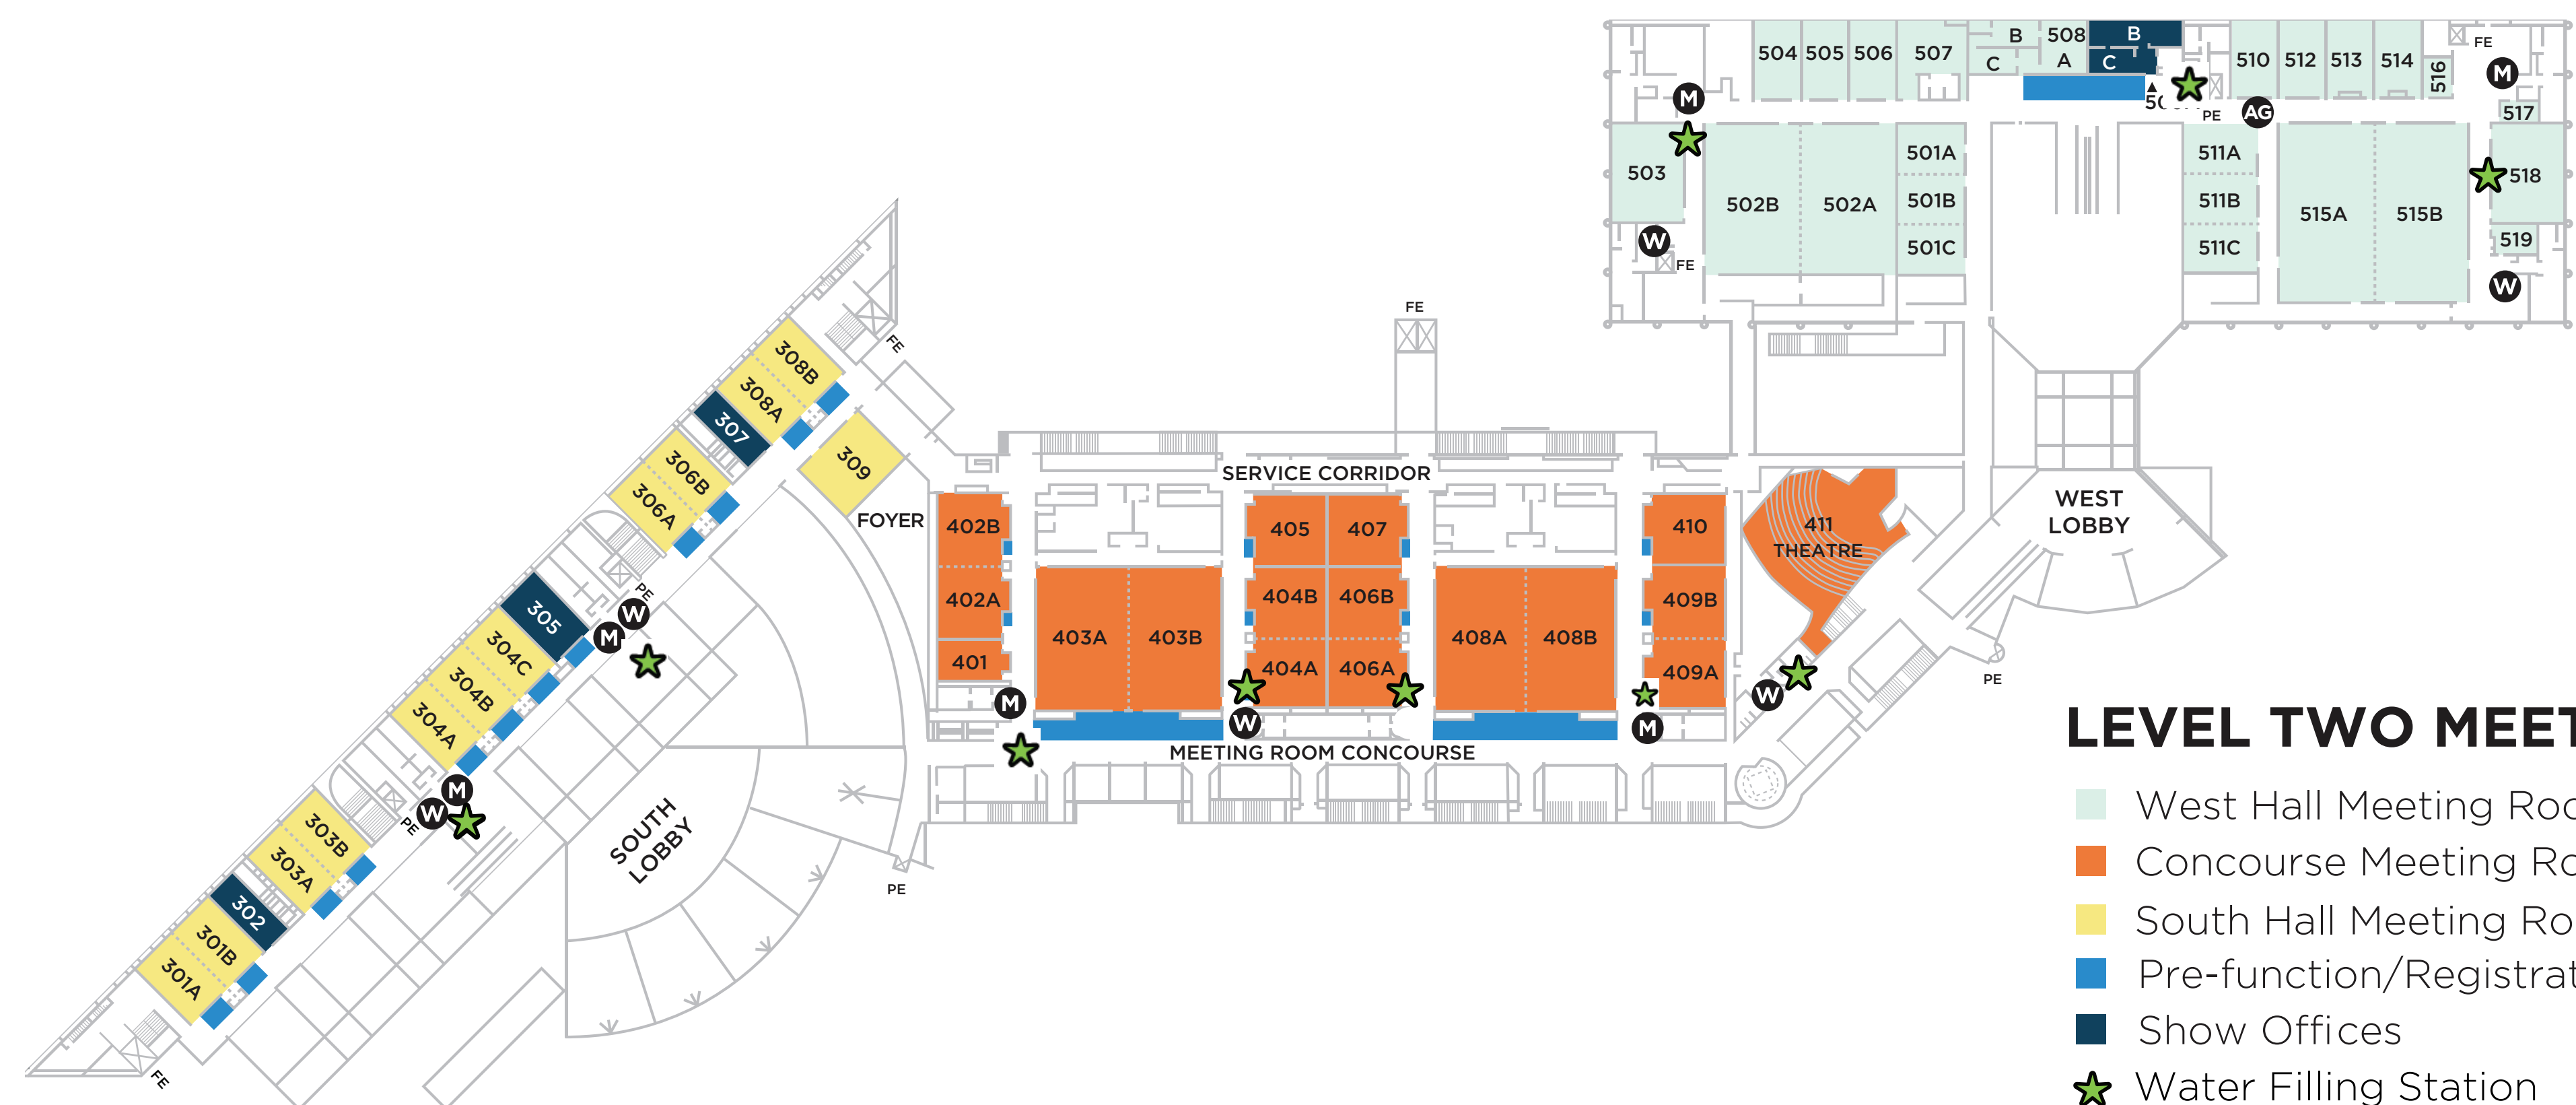 504
505
506
507
B
C
508
A
B
C
510
512
513
514
516
FE
M
517
M
AG
PE
503
502B
502A
501A
501B
501C
511A
511B
511C
515A
515B
518
519
W
FE
W
308B
308A
307
306B
306A
305
304C
304B
304A
303B
303A
302
301B
301A
309
FE
PE
W
M
M
W
PE
FE
FOYER
SOUTH
LOBBY
PE
FE
SERVICE CORRIDOR
402B
402A
401
M
403A
403B
405
407
404B
406B
404A
406A
W
408A
408B
410
409B
409A
M
411
THEATRE
W
MEETING ROOM CONCOURSE
WEST
LOBBY
PE
LEVEL TWO MEET
West Hall Meeting Roo
Concourse Meeting Ro
South Hall Meeting Ro
Pre-function/Registrat
Show Offices
Water Filling Station